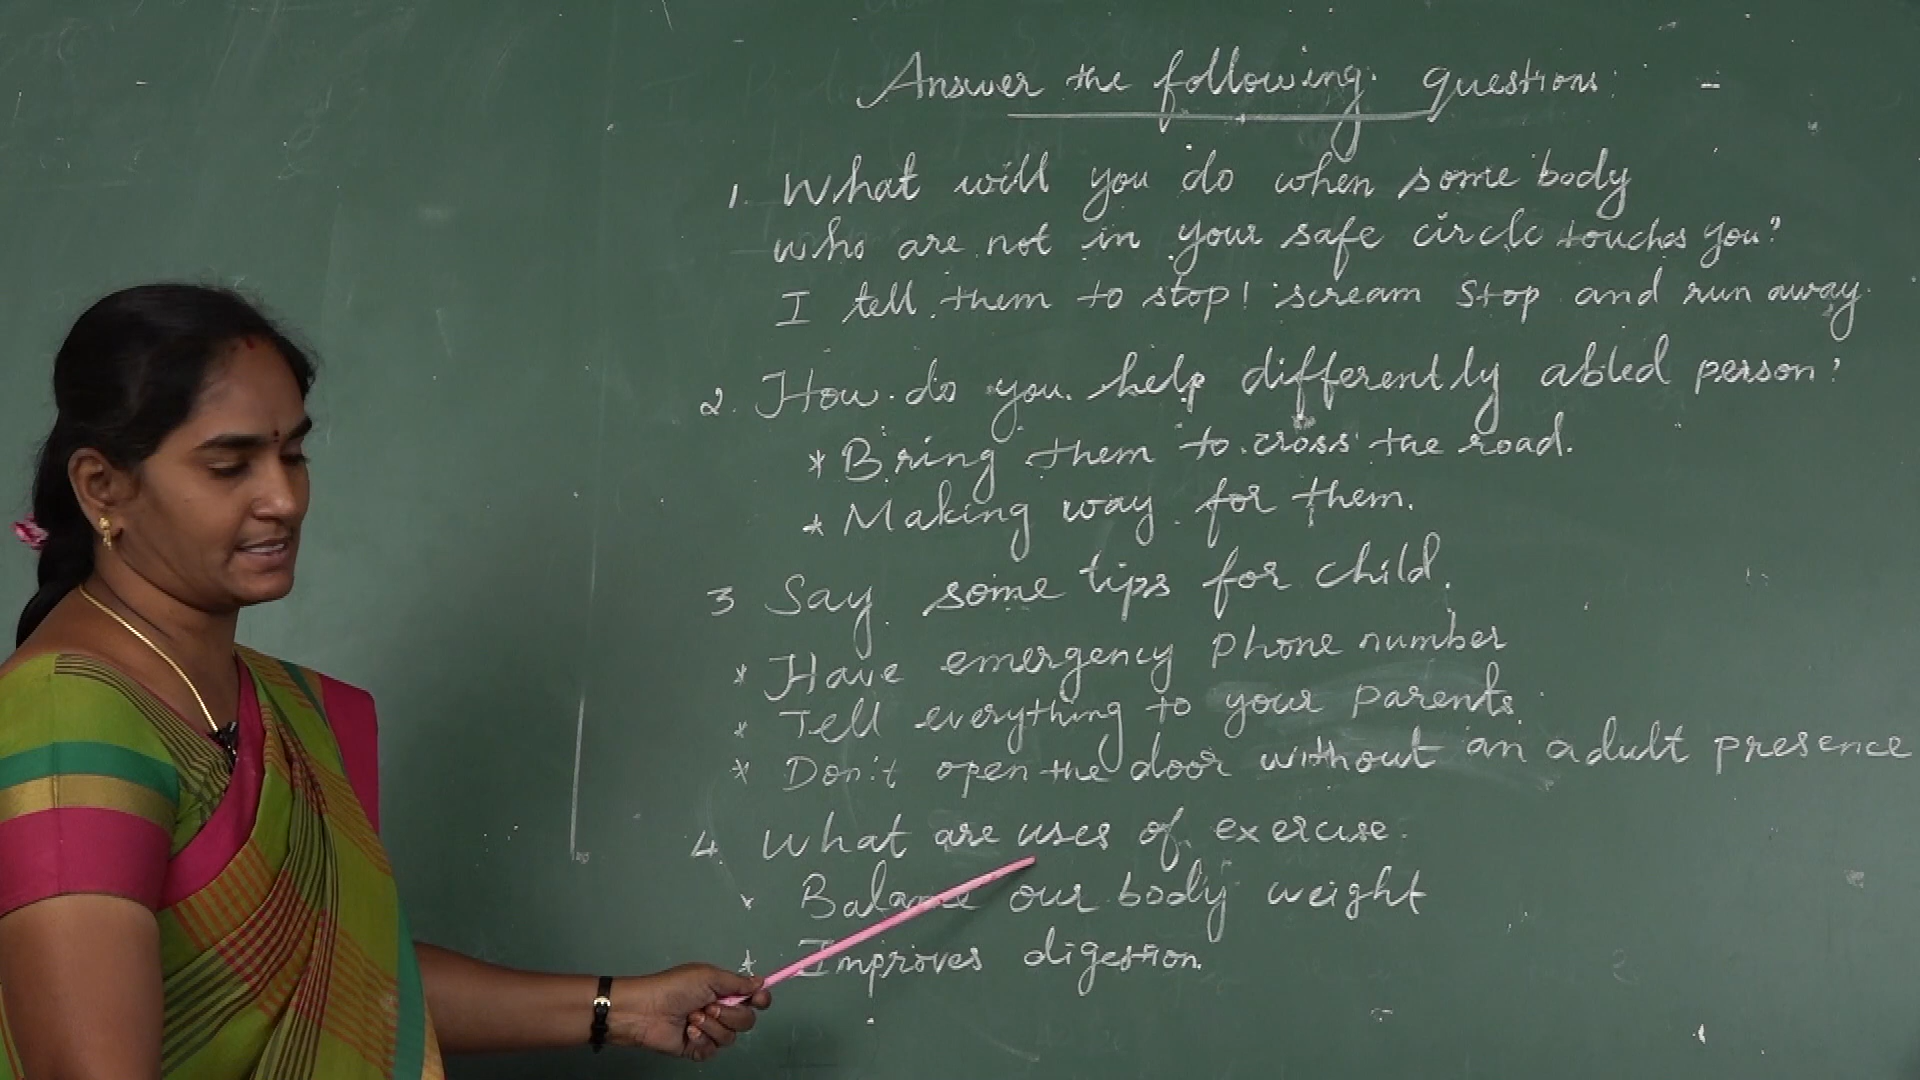 Answer the following questions: -
1. What will you do when some body
who are not in your safe circle touches you?
I tell them to stop! scream Stop and run away.
2. How do you help differently abled person?
* Bring them to cross the road.
* Making way for them.
3 Say some tips for child.
* Have emergency phone number
* Tell everything to your parents.
* Don't open the door without an adult presence
4. What are uses of exercise.
* Balance our body weight
* Improves digestion.